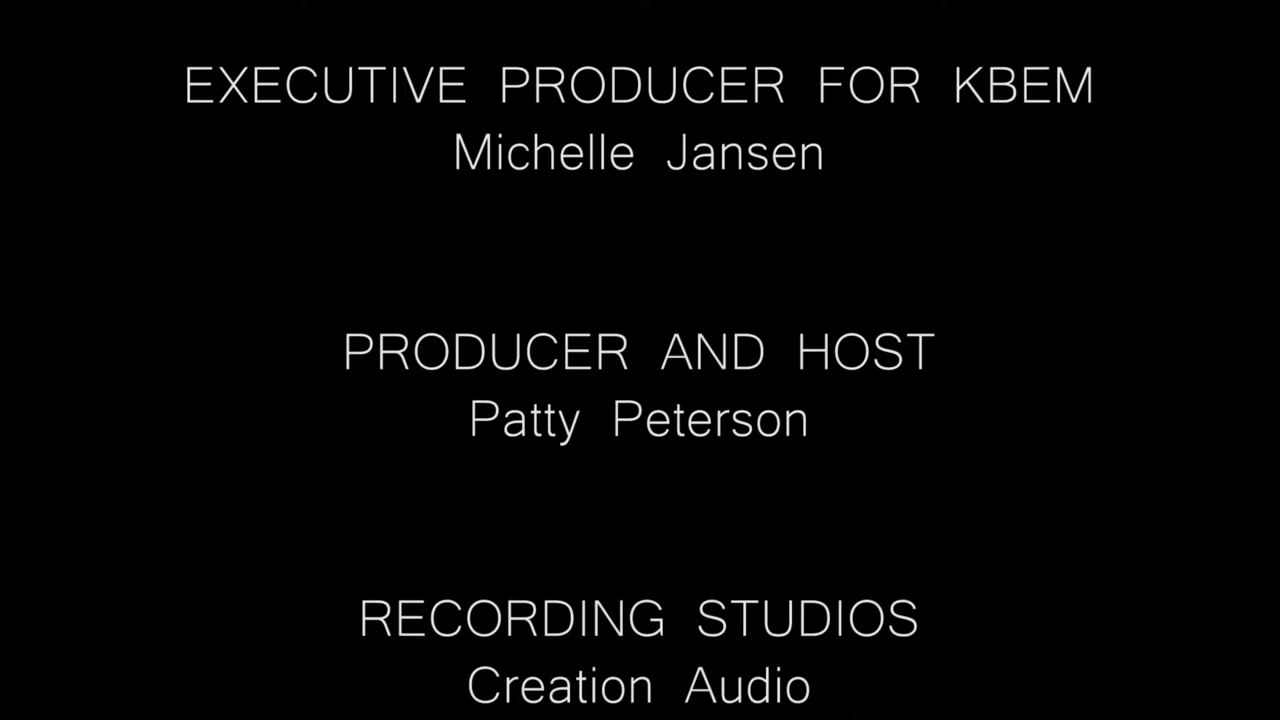 EXECUTIVE PRODUCER FOR KBEM
Michelle Jansen
PRODUCER AND HOST
Patty Peterson
RECORDING STUDIOS
Creation Audio